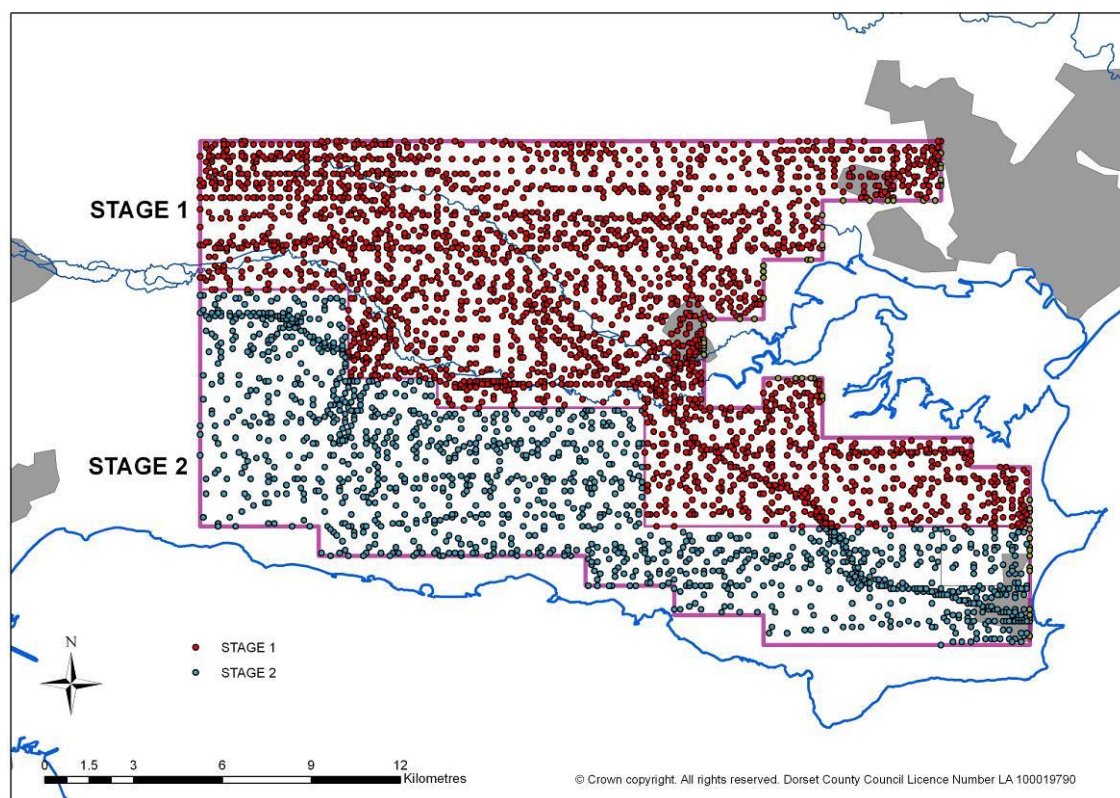 STAGE 1
STAGE 2
N
STAGE 1
STAGE 2
0 1.5 3 6 9 12
Kilometres
© Crown copyright. All rights reserved. Dorset County Council Licence Number LA 100019790